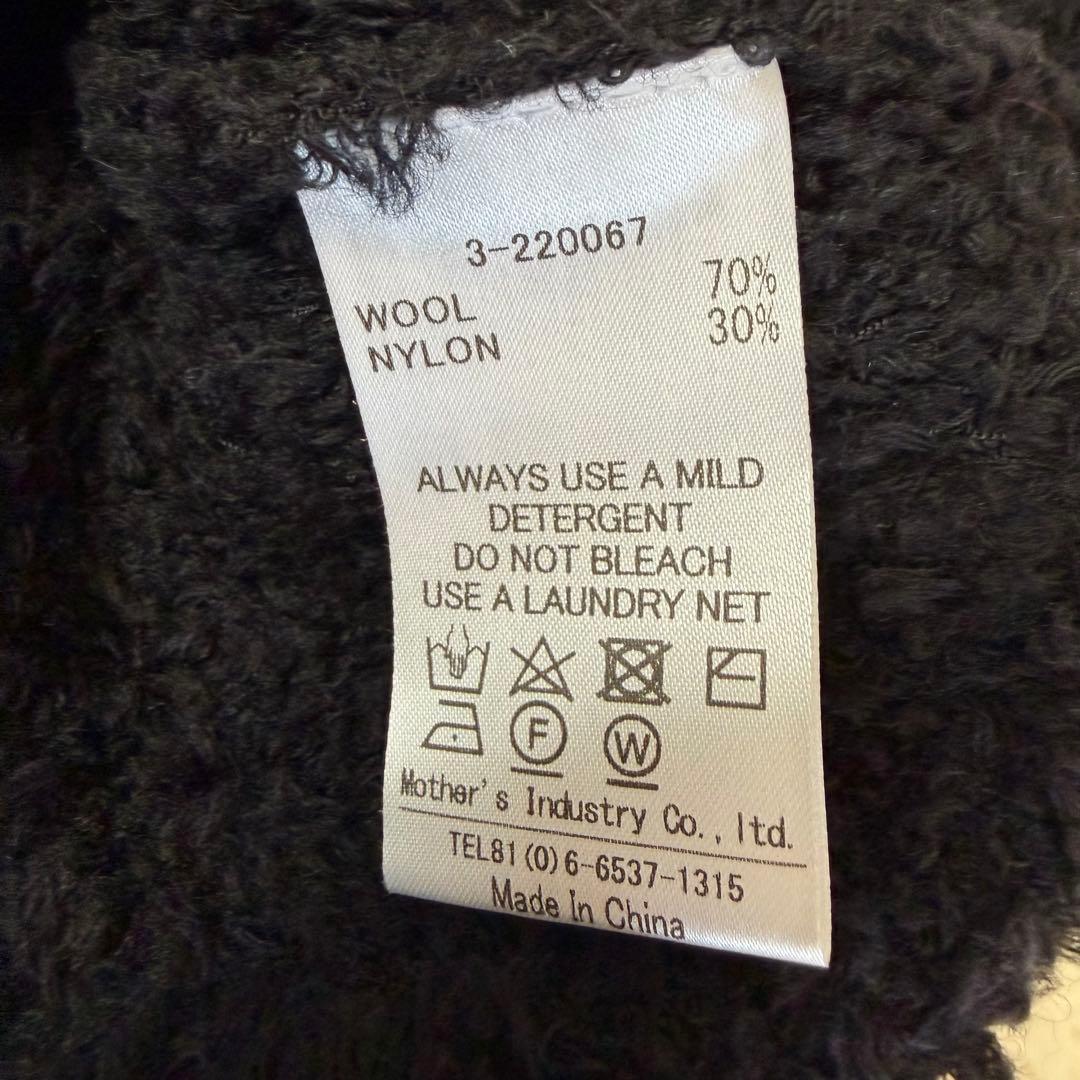 3-220067
WOOL 70%
NYLON 30%
ALWAYS USE A MILD
DETERGENT
DO NOT BLEACH
USE A LAUNDRY NET
F W
Mother's Industry Co., ltd.
TEL81(0)6-6537-1315
Made In China